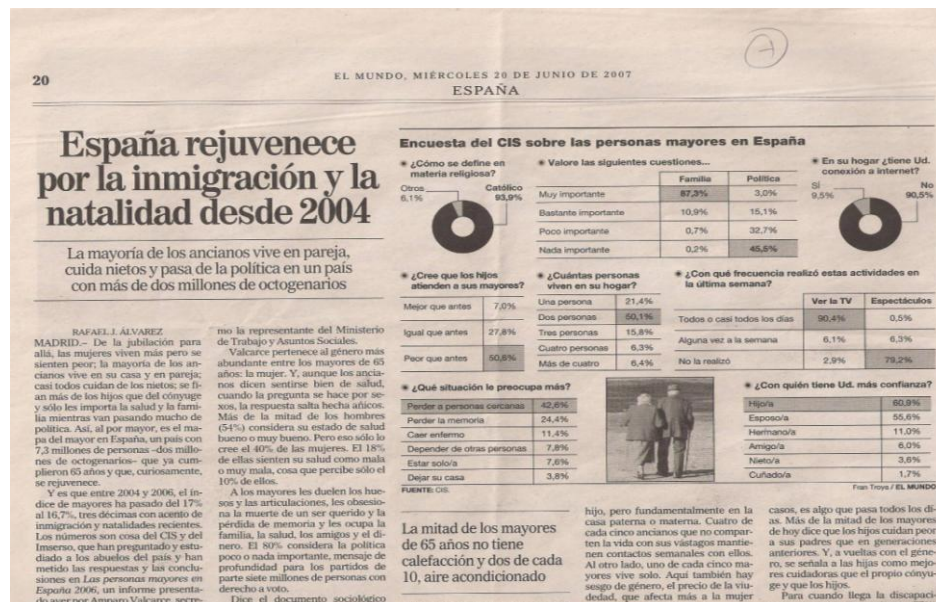 20
EL MUNDO, MIÉRCOLES 20 DE JUNIO DE 2007
ESPAÑA
España rejuvenece
por la inmigración y la
natalidad desde 2004
La mayoría de los ancianos vive en pareja,
cuida nietos y pasa de la política en un país
con más de dos millones de octogenarios
RAFAEL J. ÁLVAREZ
MADRID.– De la jubilación para
allá, las mujeres viven más pero se
sienten peor; la mayoría de los an-
cianos vive en su casa y en pareja;
casi todos cuidan de los nietos; se fí-
an más de los hijos que del cónyuge
y sólo les importa la salud y la fami-
lia mientras van pasando mucho de
política. Así, al por mayor, es el ma-
pa del mayor en España, un país con
7,3 millones de personas –dos millo-
nes de octogenarios– que ya cum-
plieron 65 años y que, curiosamente,
se rejuvenece.
Y es que entre 2004 y 2006, el ín-
dice de mayores ha pasado del 17%
al 16,7%, tres décimas con acento de
inmigración y natalidades recientes.
Los números son cosa del CIS y del
Imserso, que han preguntado y estu-
diado a los abuelos del país y han
metido las respuestas y las conclu-
siones en Las personas mayores en
España 2006, un informe presenta-
do ayer por Amparo Valcarce, secre-
mo la representante del Ministerio
de Trabajo y Asuntos Sociales.
Valcarce pertenece al género más
abundante entre los mayores de 65
años: la mujer. Y, aunque los ancia-
nos dicen sentirse bien de salud,
cuando la pregunta se hace por se-
xos, la respuesta salta hecha añicos.
Más de la mitad de los hombres
(54%) considera su estado de salud
bueno o muy bueno. Pero eso sólo lo
cree el 40% de las mujeres. El 18%
de ellas sienten su salud como mala
o muy mala, cosa que percibe sólo el
10% de ellos.
A los mayores les duelen los hue-
sos y las articulaciones, les obsesio-
na la muerte de un ser querido y la
pérdida de memoria y les ocupa la
familia, la salud, los amigos y el di-
nero. El 80% considera la política
poco o nada importante, mensaje de
profundidad para los partidos de
parte siete millones de personas con
derecho a voto.
Dice el documento sociológico
Encuesta del CIS sobre las personas mayores en España
¿Cómo se define en
materia religiosa?
Otros
6,1%
Católico
93,9%
Valore las siguientes cuestiones...
Familia Política
Muy importante 87,3% 3,0%
Bastante importante 10,9% 15,1%
Poco importante 0,7% 32,7%
Nada importante 0,2% 45,5%
En su hogar ¿tiene Ud.
conexión a internet?
Sí
9,5%
No
90,5%
¿Cree que los hijos
atienden a sus mayores?
Mejor que antes 7,0%
Igual que antes 27,8%
Peor que antes 50,6%
¿Cuántas personas
viven en su hogar?
Una persona 21,4%
Dos personas 50,1%
Tres personas 15,8%
Cuatro personas 6,3%
Más de cuatro 6,4%
¿Con qué frecuencia realizó estas actividades en
la última semana?
Ver la TV Espectáculos
Todos o casi todos los días 90,4% 0,5%
Alguna vez a la semana 6,1% 6,3%
No la realizó 2,9% 79,2%
¿Qué situación le preocupa más?
Perder a personas cercanas 42,6%
Perder la memoria 24,4%
Caer enfermo 11,4%
Depender de otras personas 7,8%
Estar solo/a 7,6%
Dejar su casa 3,8%
FUENTE: CIS.
¿Con quién tiene Ud. más confianza?
Hijo/a 60,9%
Esposo/a 55,6%
Hermano/a 11,0%
Amigo/a 6,0%
Nieto/a 3,6%
Cuñado/a 1,7%
Fran Troya / EL MUNDO
La mitad de los mayores
de 65 años no tiene
calefacción y dos de cada
10, aire acondicionado
hijo, pero fundamentalmente en la
casa paterna o materna. Cuatro de
cada cinco ancianos que no compar-
ten la vida con sus vástagos mantie-
nen contactos semanales con ellos.
Al otro lado, uno de cada cinco ma-
yores vive solo. Aquí también hay
sesgo de género, el precio de la viu-
dedad, que afecta más a la mujer
casos, es algo que pasa todos los dí-
as. Más de la mitad de los mayores
de hoy dice que los hijos cuidan peor
a sus padres que en generaciones
anteriores. Y, a vueltas con el géne-
ro, se señala a las hijas como mejo-
res cuidadoras que el propio cónyu-
ge y que los hijos.
Para cuando llega la discapaci-